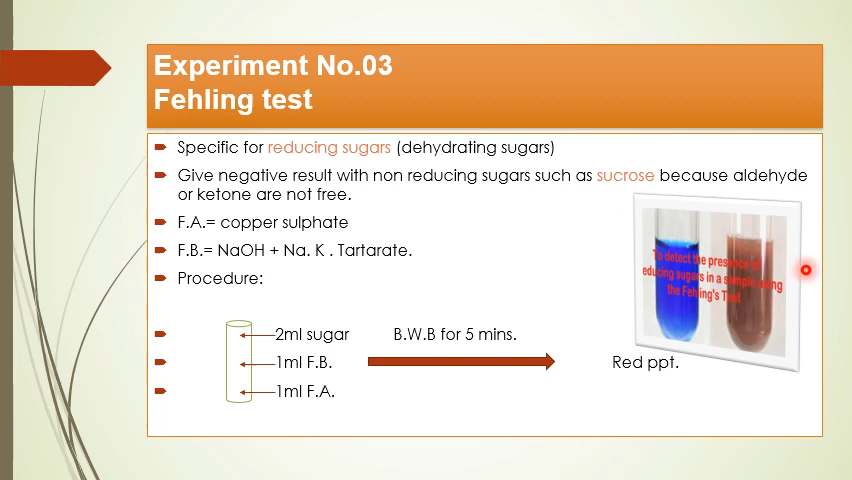 Experiment No.03
Fehling test
Specific for reducing sugars (dehydrating sugars)
Give negative result with non reducing sugars such as sucrose because aldehyde
or ketone are not free.
F.A.= copper sulphate
F.B.= NaOH + Na. K . Tartarate.
Procedure:
To detect the presence of
educing sugars in a sample using
the Fehling's Test
2ml sugar B.W.B for 5 mins.
1ml F.B. Red ppt.
1ml F.A.